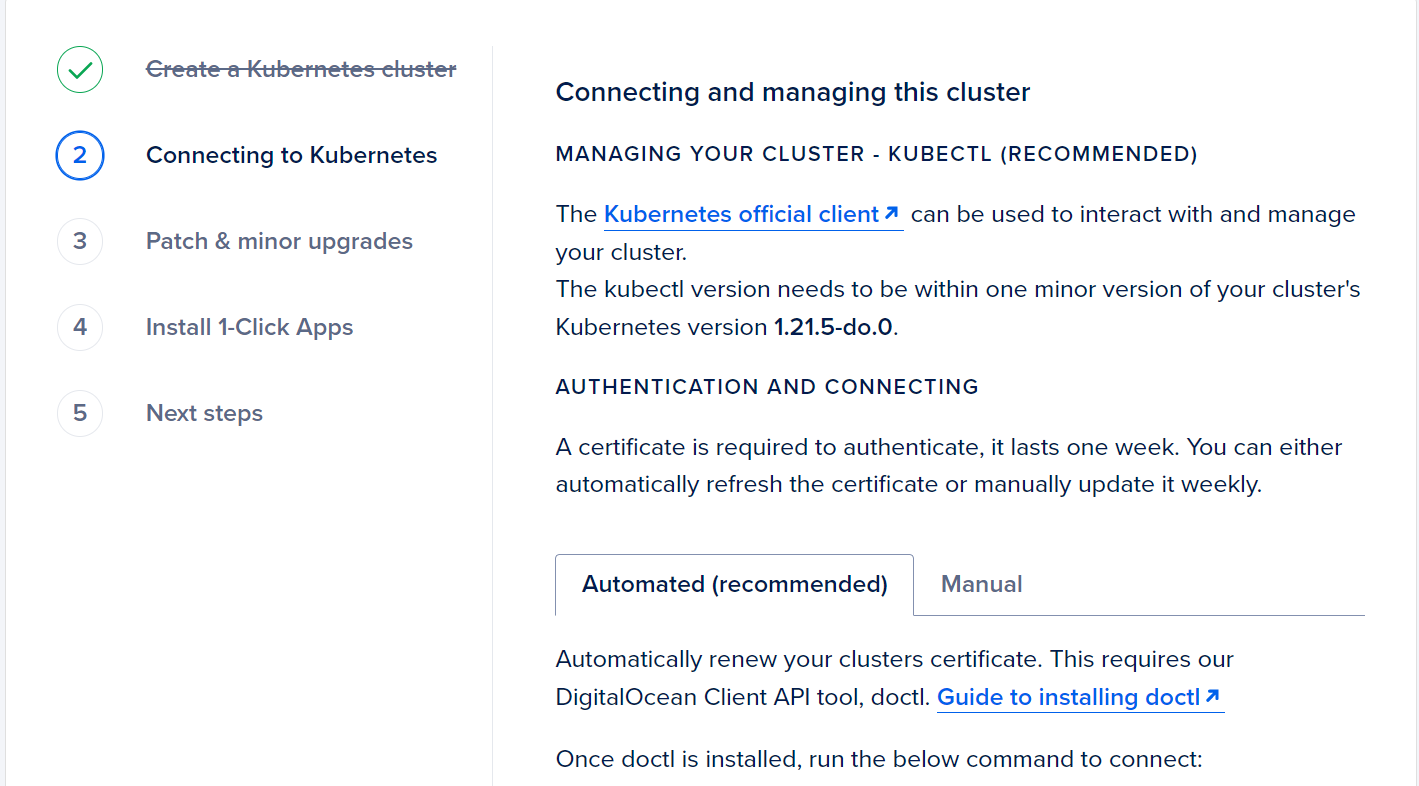 Create a Kubernetes cluster
2
Connecting to Kubernetes
3
Patch & minor upgrades
4
Install 1-Click Apps
5
Next steps
Connecting and managing this cluster
MANAGING YOUR CLUSTER - KUBECTL (RECOMMENDED)
The Kubernetes official client can be used to interact with and manage
your cluster.
The kubectl version needs to be within one minor version of your cluster's
Kubernetes version 1.21.5-do.0.
AUTHENTICATION AND CONNECTING
A certificate is required to authenticate, it lasts one week. You can either
automatically refresh the certificate or manually update it weekly.
Automated (recommended)
Manual
Automatically renew your clusters certificate. This requires our
DigitalOcean Client API tool, doctl. Guide to installing doctl
Once doctl is installed, run the below command to connect: